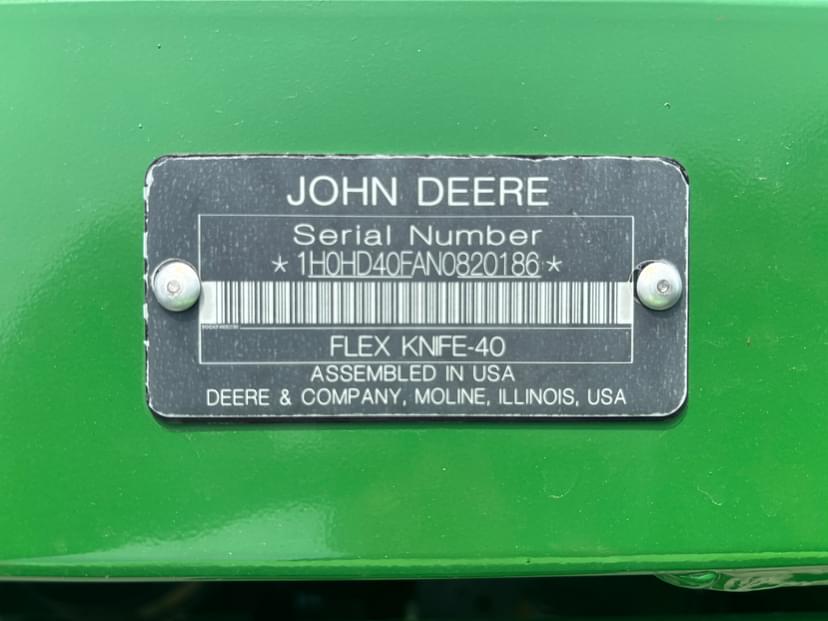 JOHN DEERE
Serial Number
*1H0HD40FAN0820186*
FLEX KNIFE-40
ASSEMBLED IN USA
DEERE & COMPANY, MOLINE, ILLINOIS, USA